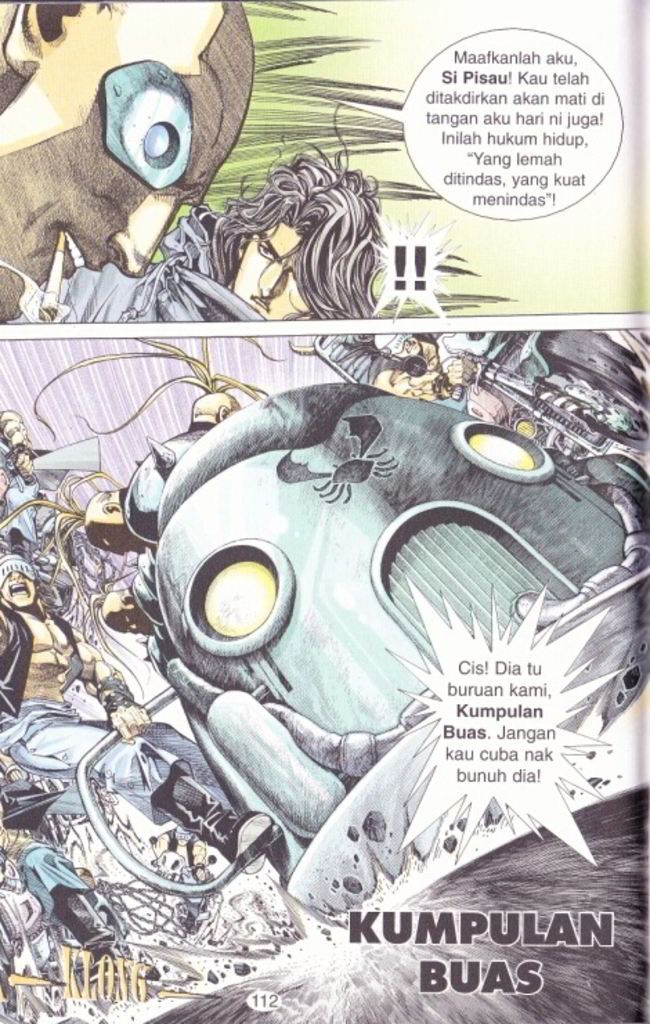 Maafkanlah aku,
Si Pisau! Kau telah
ditakdirkan akan mati di
tangan aku hari ni juga!
Inilah hukum hidup,
"Yang lemah
ditindas, yang kuat
menindas"!
!!
Cis! Dia tu
buruan kami,
Kumpulan
Buas. Jangan
kau cuba nak
bunuh dia!
KUMPULAN
BUAS
KLONG
112